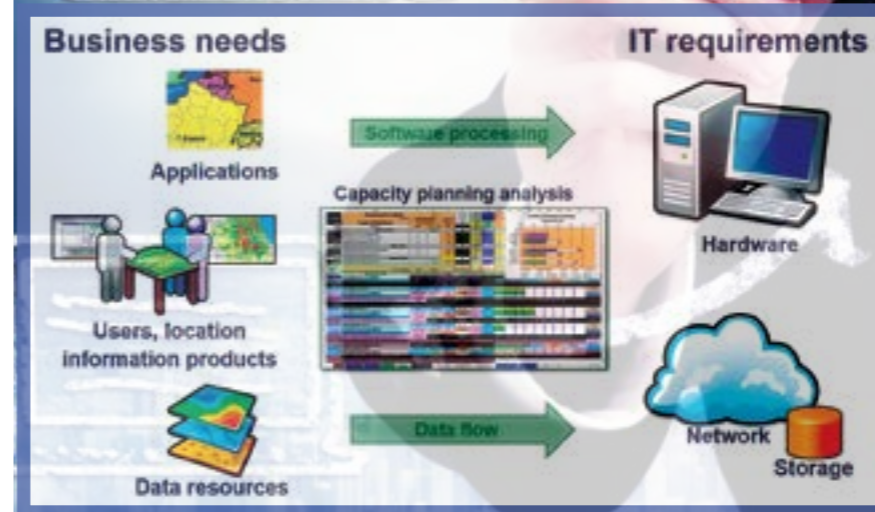 Business needs
IT requirements
Applications
Software processing
Capacity planning analysis
Hardware
Users, location
information products
Data flow
Data resources
Network
Storage